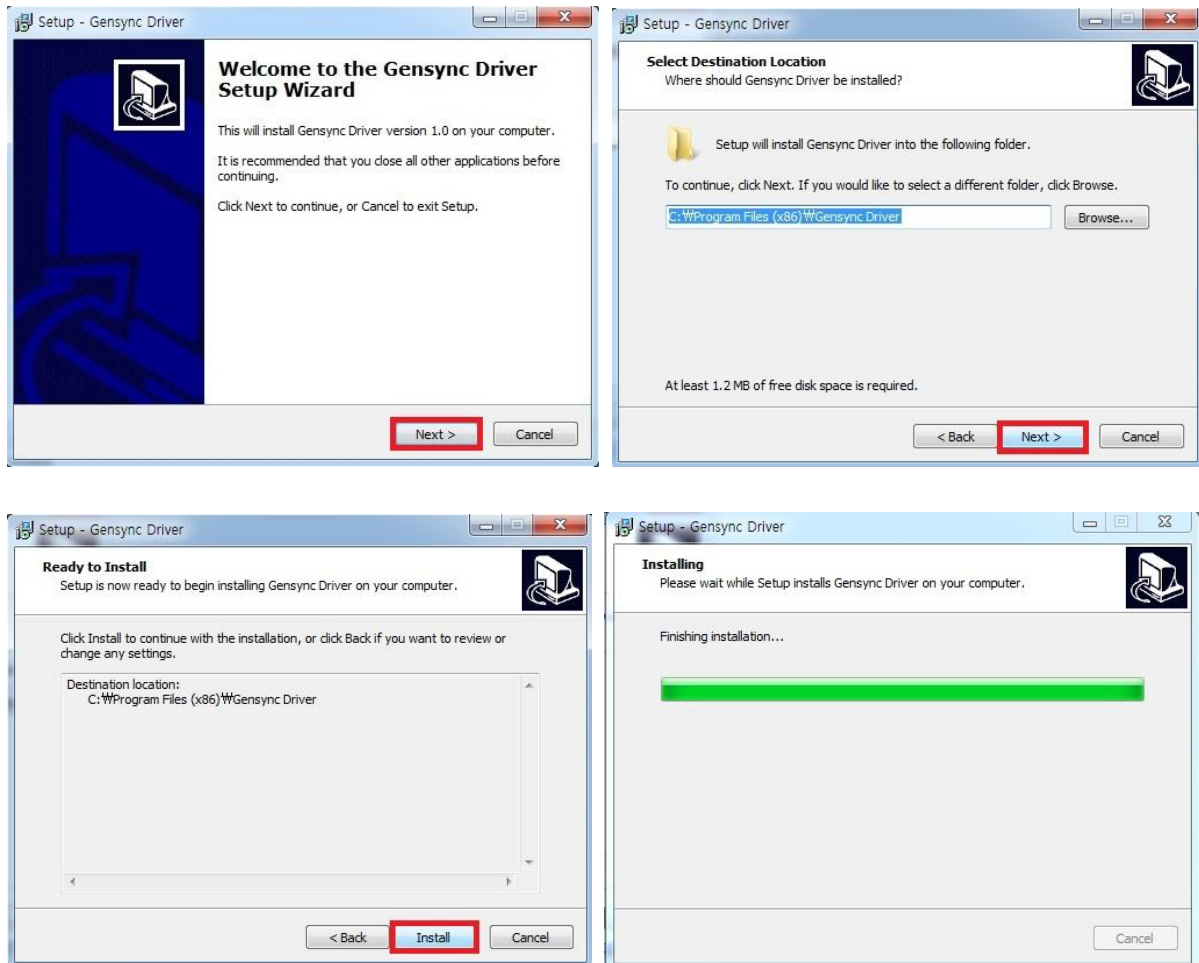 Setup - Gensync Driver
Welcome to the Gensync Driver
Setup Wizard
This will install Gensync Driver version 1.0 on your computer.
It is recommended that you close all other applications before
continuing.
Click Next to continue, or Cancel to exit Setup.
Next >
Cancel
Setup - Gensync Driver
Select Destination Location
Where should Gensync Driver be installed?
Setup will install Gensync Driver into the following folder.
To continue, click Next. If you would like to select a different folder, click Browse.
C:₩Program Files (x86)₩Gensync Driver
Browse...
At least 1.2 MB of free disk space is required.
< Back
Next >
Cancel
Setup - Gensync Driver
Ready to Install
Setup is now ready to begin installing Gensync Driver on your computer.
Click Install to continue with the installation, or click Back if you want to review or
change any settings.
Destination location:
C:₩Program Files (x86)₩Gensync Driver
< Back
Install
Cancel
Setup - Gensync Driver
Installing
Please wait while Setup installs Gensync Driver on your computer.
Finishing installation...
Cancel